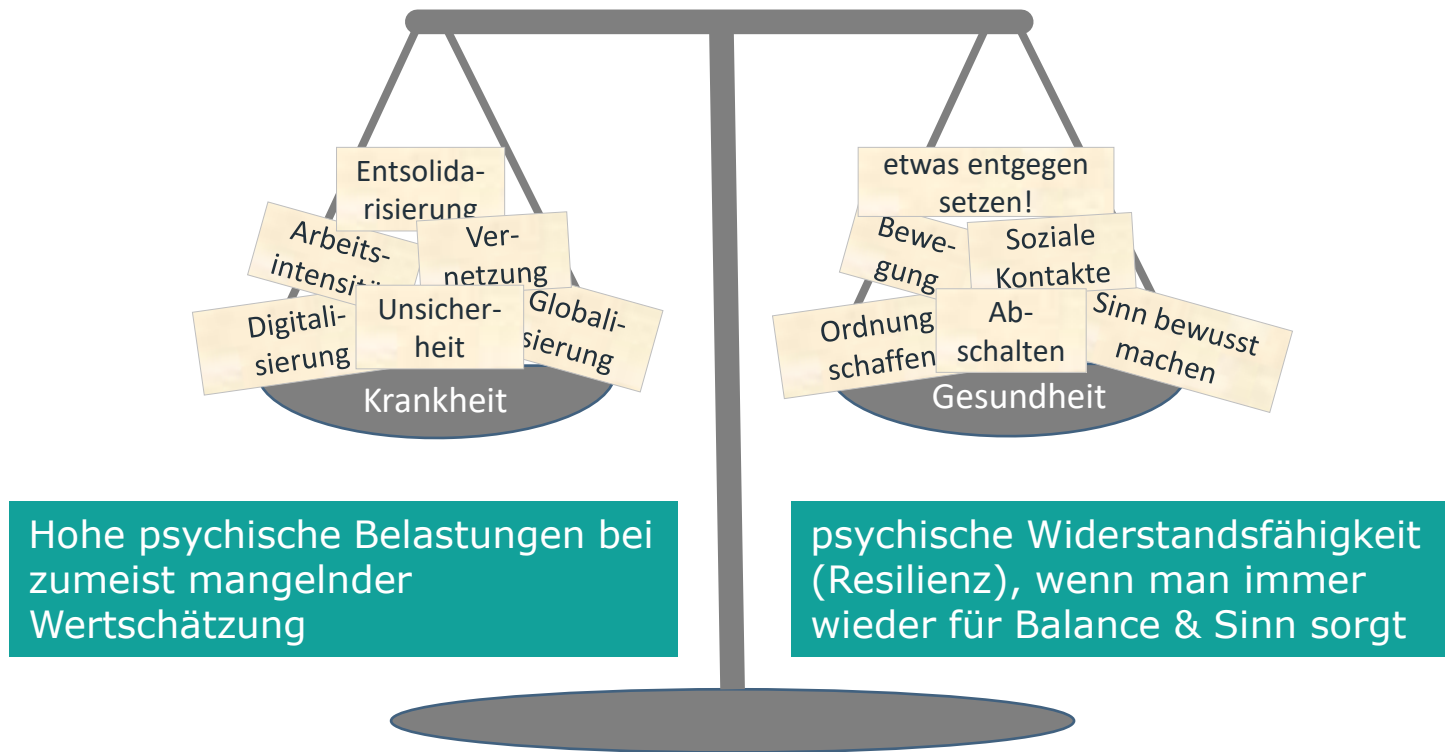 Entsolida-
risierung
Arbeits-
intensitä
Ver-
netzung
Digitali-
sierung
Unsicher-
heit
Globali-
sierung
Krankheit
etwas entgegen
setzen!
Bewe-
gung
Soziale
Kontakte
Ordnung
schaffen
Ab-
schalten
Sinn bewusst
machen
Gesundheit
Hohe psychische Belastungen bei
zumeist mangelnder
Wertschätzung
psychische Widerstandsfähigkeit
(Resilienz), wenn man immer
wieder für Balance & Sinn sorgt